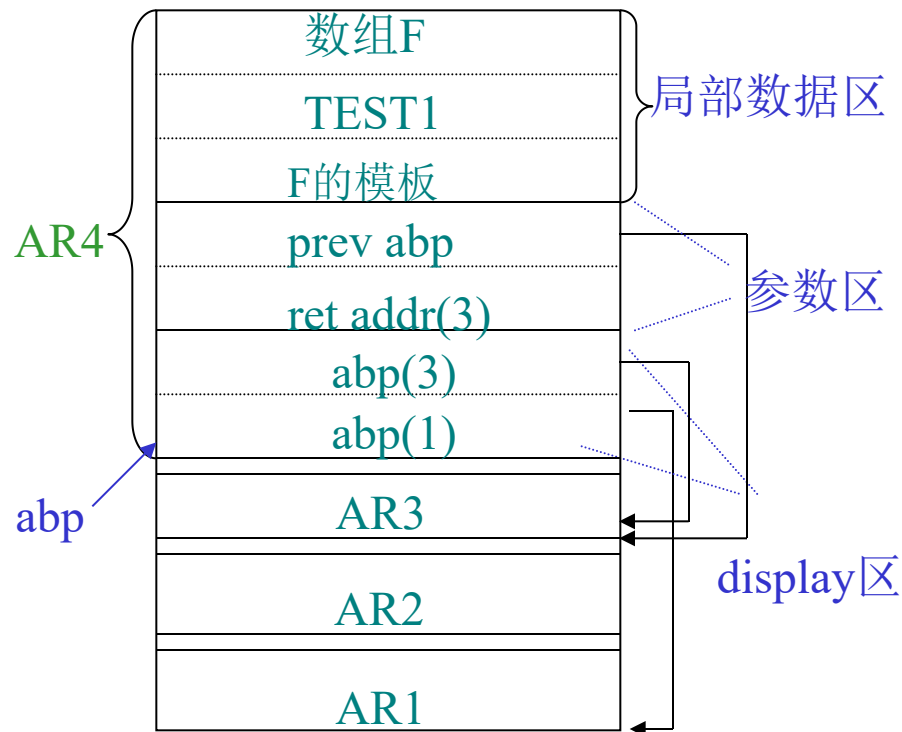 数组F
TEST1
局部数据区
F的模板
AR4
prev abp
参数区
ret addr(3)
abp(3)
abp(1)
abp
AR3
display区
AR2
AR1